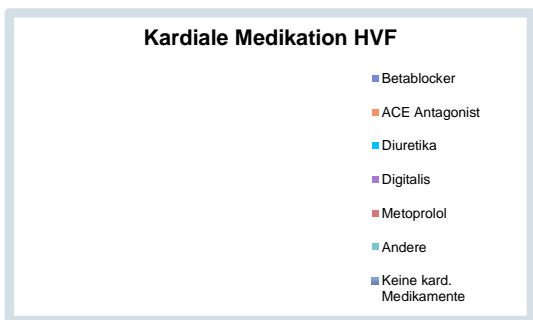 Kardiale Medikation HVF
Betablocker
ACE Antagonist
Diuretika
Digitalis
Metoprolol
Andere
Keine kard.
Medikamente